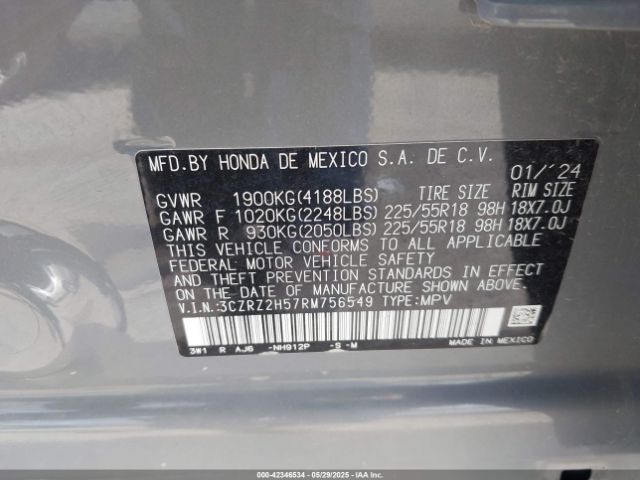 MFD.BY HONDA DE MEXICO S.A. DE C.V.
01/'24
GVWR 1900KG(4188LBS) TIRE SIZE RIM SIZE
GAWR F 1020KG(2248LBS) 225/55R18 98H 18X7.0J
GAWR R 930KG(2050LBS) 225/55R18 98H 18X7.0J
THIS VEHICLE CONFORMS TO ALL APPLICABLE
FEDERAL MOTOR VEHICLE SAFETY
AND THEFT PREVENTION STANDARDS IN EFFECT
ON THE DATE OF MANUFACTURE SHOWN ABOVE.
V.I.N.:3CZRZ2H57RM756549 TYPE:MPV
3W1 R AJ6 -NH912P -S -M
MADE IN MEXICO
000-42346534 - 05/29/2025 - IAAI.COM